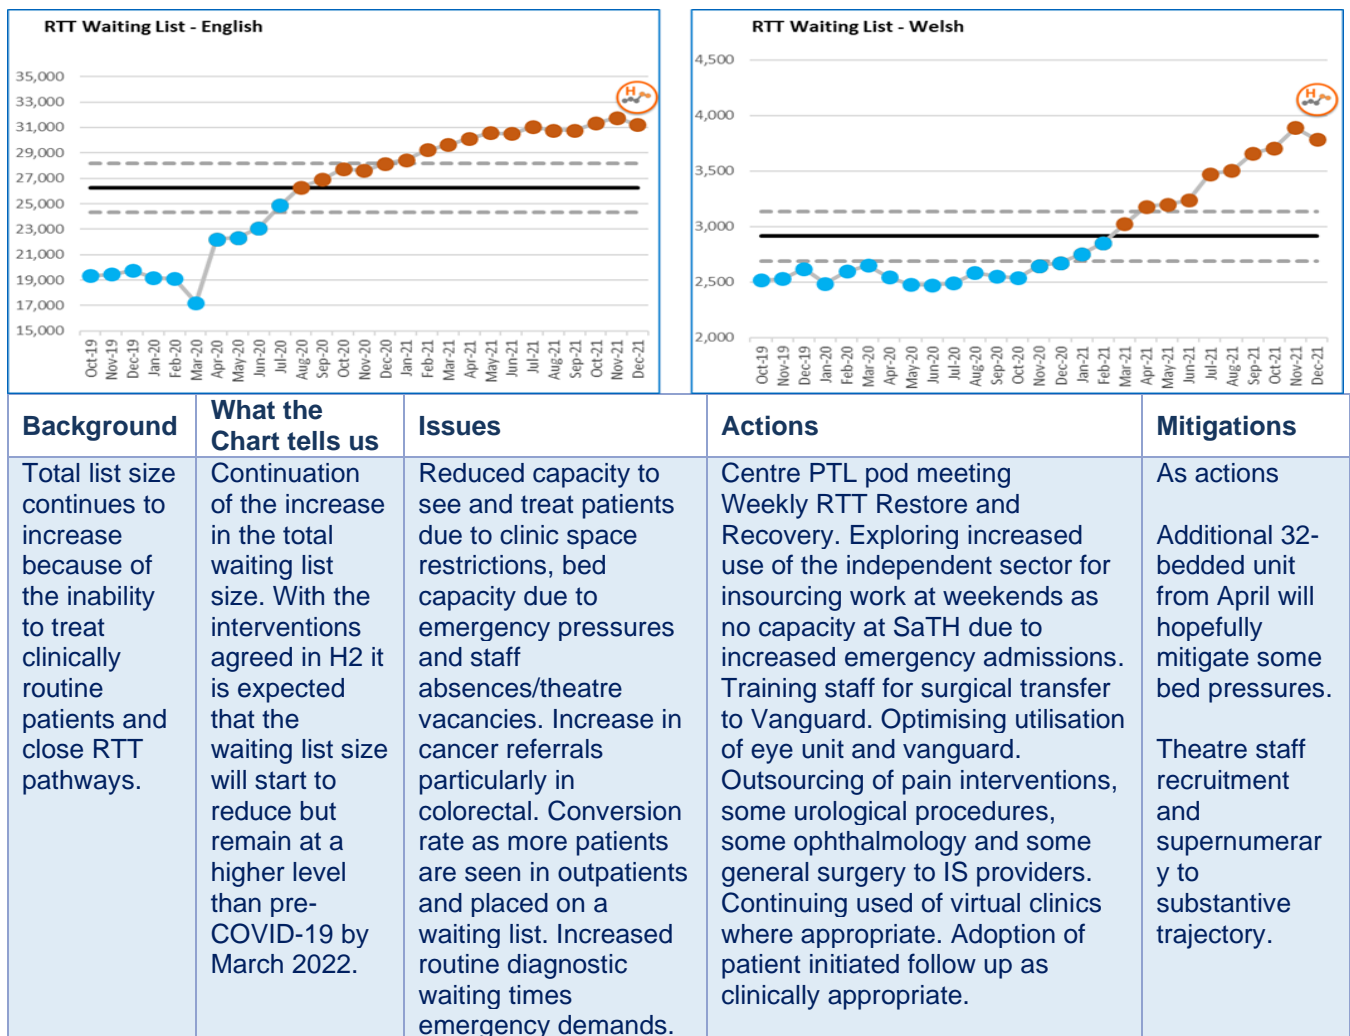 RTT Waiting List - English
35,000
33,000
31,000
29,000
27,000
25,000
23,000
21,000
19,000
17,000
15,000
H
Oct-19
Nov-19
Dec-19
Jan-20
Feb-20
Mar-20
Apr-20
May-20
Jun-20
Jul-20
Aug-20
Sep-20
Oct-20
Nov-20
Dec-20
Jan-21
Feb-21
Mar-21
Apr-21
May-21
Jun-21
Jul-21
Aug-21
Sep-21
Oct-21
Nov-21
Dec-21
RTT Waiting List - Welsh
4,500
4,000
3,500
3,000
2,500
2,000
H
Oct-19
Nov-19
Dec-19
Jan-20
Feb-20
Mar-20
Apr-20
May-20
Jun-20
Jul-20
Aug-20
Sep-20
Oct-20
Nov-20
Dec-20
Jan-21
Feb-21
Mar-21
Apr-21
May-21
Jun-21
Jul-21
Aug-21
Sep-21
Oct-21
Nov-21
Dec-21
Background
What the
Chart tells us
Issues
Actions
Mitigations
Total list size
continues to
increase
because of
the inability
to treat
clinically
routine
patients and
close RTT
pathways.
Continuation
of the increase
in the total
waiting list
size. With the
interventions
agreed in H2 it
is expected
that the
waiting list size
will start to
reduce but
remain at a
higher level
than pre-
COVID-19 by
March 2022.
Reduced capacity to
see and treat patients
due to clinic space
restrictions, bed
capacity due to
emergency pressures
and staff
absences/theatre
vacancies. Increase in
cancer referrals
particularly in
colorectal. Conversion
rate as more patients
are seen in outpatients
and placed on a
waiting list. Increased
routine diagnostic
waiting times
emergency demands.
Centre PTL pod meeting
Weekly RTT Restore and
Recovery. Exploring increased
use of the independent sector for
insourcing work at weekends as
no capacity at SaTH due to
increased emergency admissions.
Training staff for surgical transfer
to Vanguard. Optimising utilisation
of eye unit and vanguard.
Outsourcing of pain interventions,
some urological procedures,
some ophthalmology and some
general surgery to IS providers.
Continuing used of virtual clinics
where appropriate. Adoption of
patient initiated follow up as
clinically appropriate.
As actions
Additional 32-
bedded unit
from April will
hopefully
mitigate some
bed pressures.
Theatre staff
recruitment
and
supernumerar
y to
substantive
trajectory.